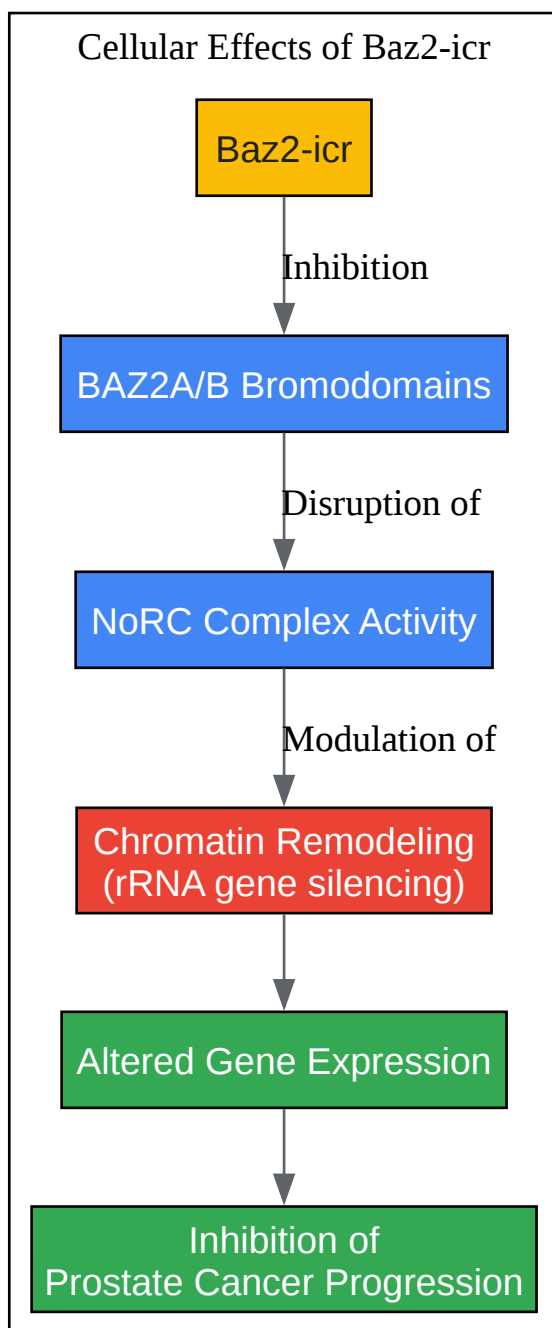 Cellular Effects of Baz2-icr
Baz2-icr
Inhibition
BAZ2A/B Bromodomains
Disruption of
NoRC Complex Activity
Modulation of
Chromatin Remodeling
(rRNA gene silencing)
Altered Gene Expression
Inhibition of
Prostate Cancer Progression